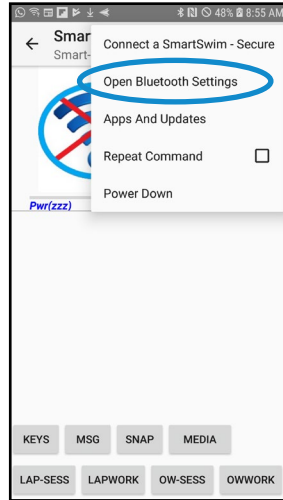 48% 8:55 AM
Smar
Smart-
Connect a SmartSwim - Secure
Open Bluetooth Settings
Apps And Updates
Repeat Command
Power Down
Pwr(zzz)
KEYS MSG SNAP MEDIA
LAP-SESS LAPWORK OW-SESS OWWORK